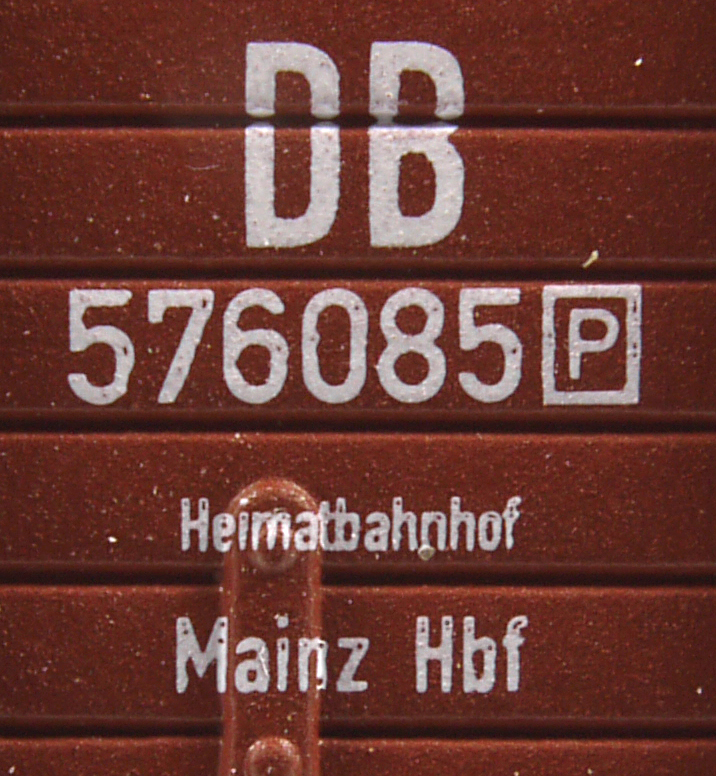 DB
576085 P
Heimatbahnhof
Mainz Hbf